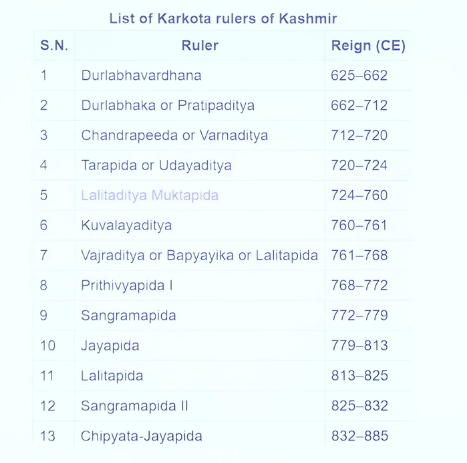 List of Karkota rulers of Kashmir
S.N. Ruler Reign (CE)
1 Durlabhavardhana 625–662
2 Durlabhaka or Pratipaditya 662–712
3 Chandrapeeda or Varnaditya 712–720
4 Tarapida or Udayaditya 720–724
5 Lalitaditya Muktapida 724–760
6 Kuvalayaditya 760–761
7 Vajraditya or Bapyayika or Lalitapida 761–768
8 Prithivyapida I 768–772
9 Sangramapida 772–779
10 Jayapida 779–813
11 Lalitapida 813–825
12 Sangramapida II 825–832
13 Chipyata-Jayapida 832–885